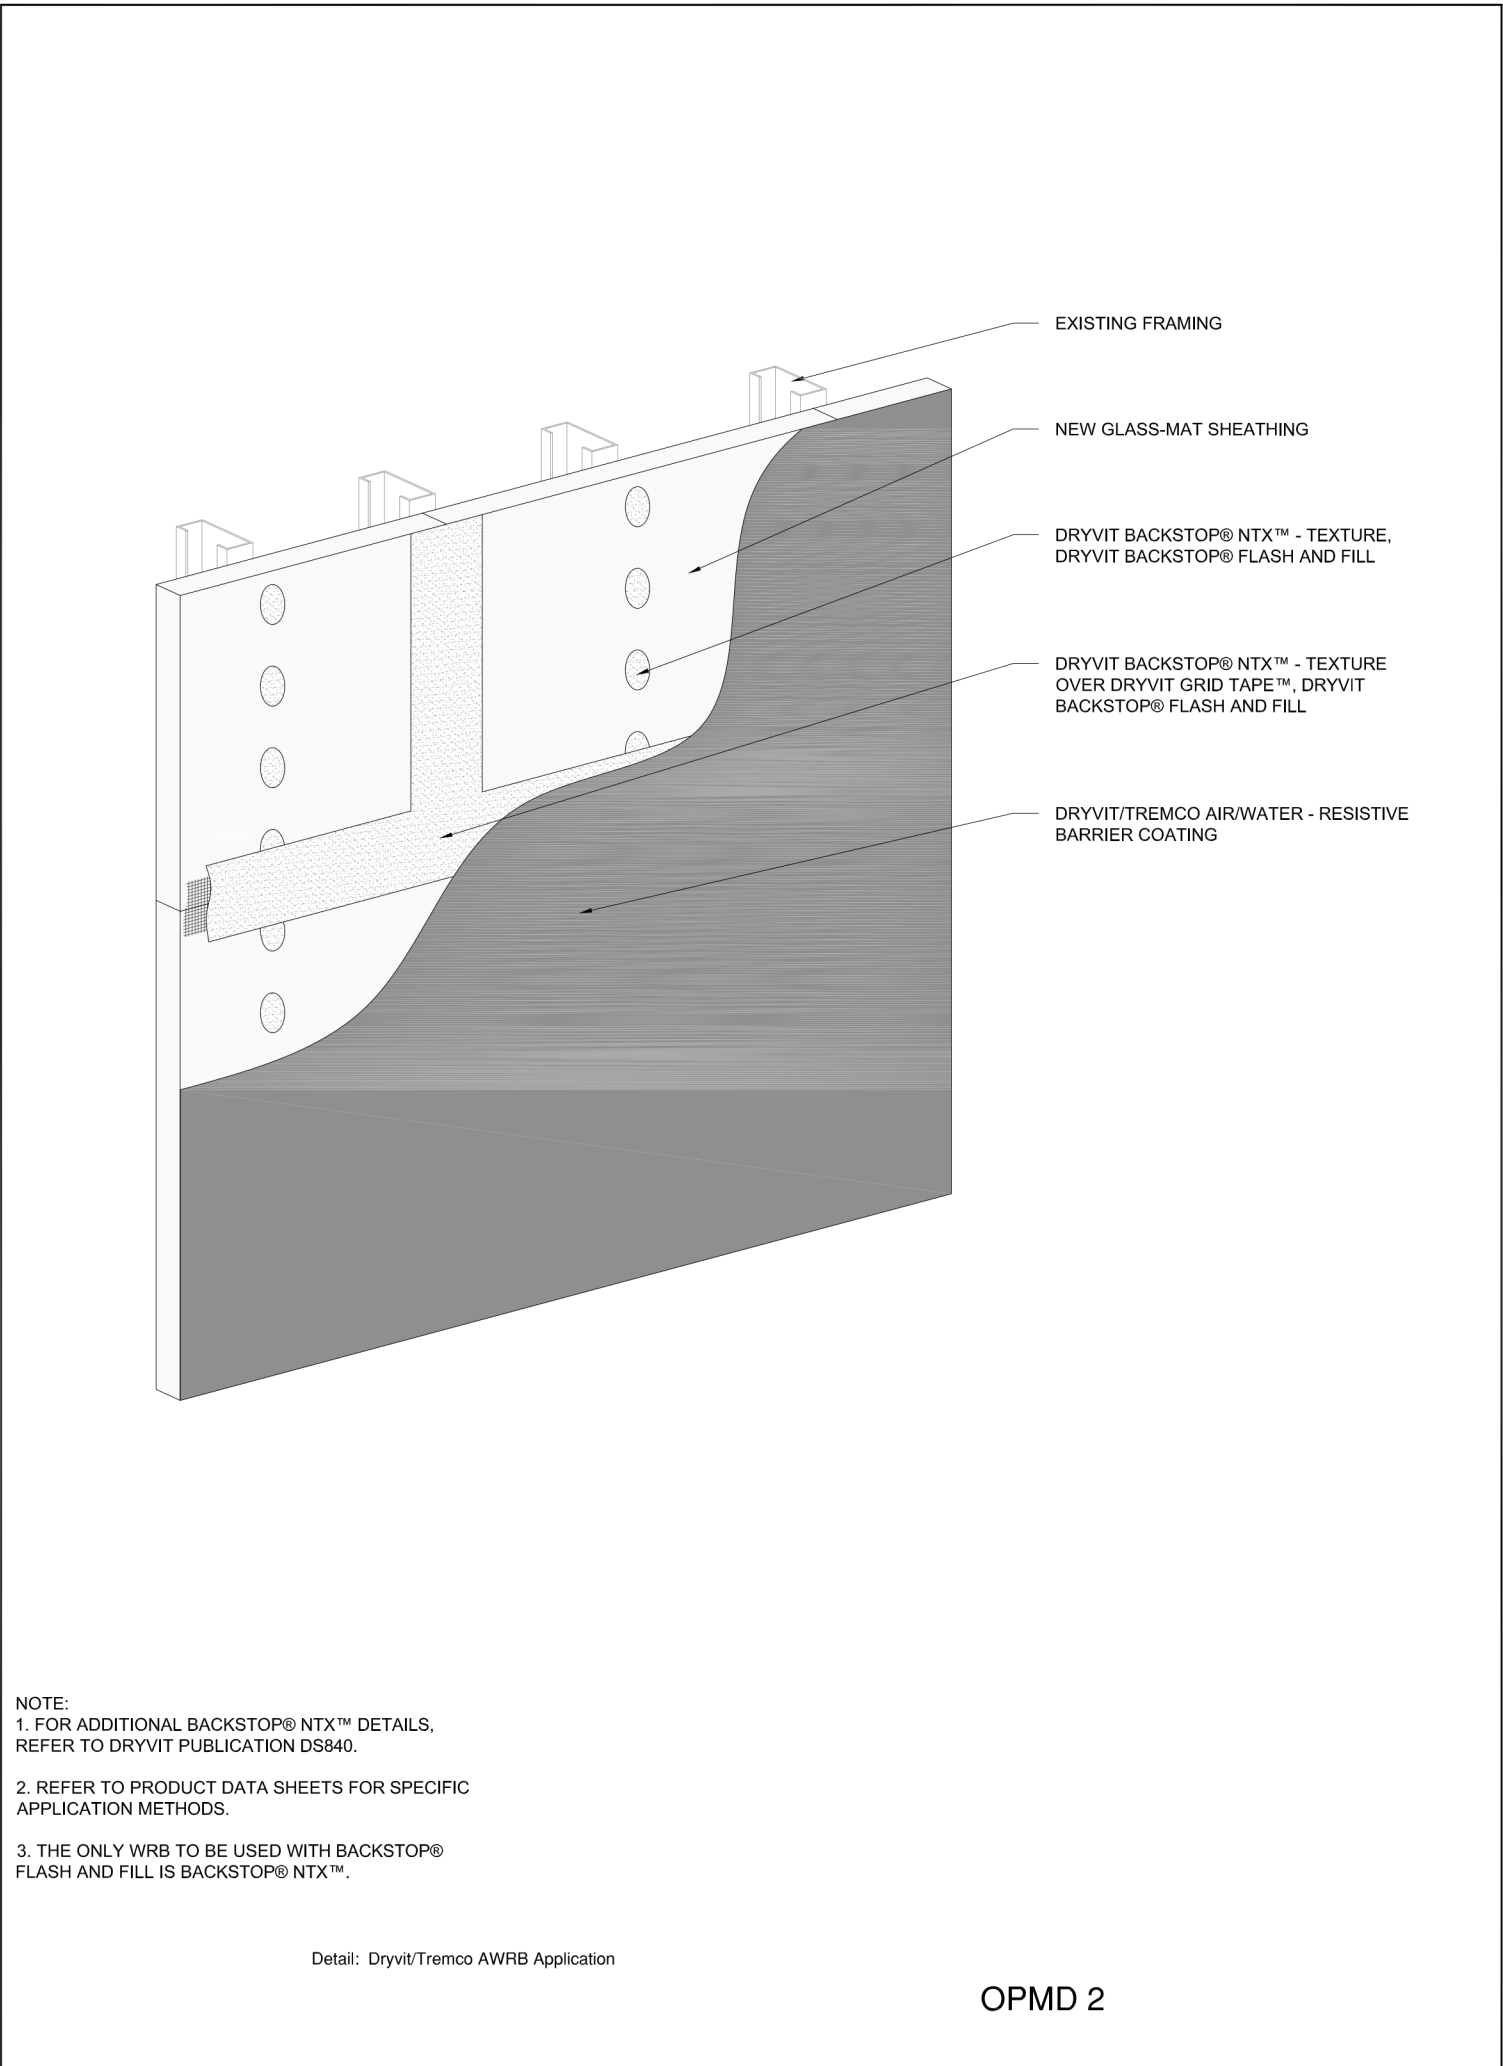 EXISTING FRAMING
NEW GLASS-MAT SHEATHING
DRYVIT BACKSTOP® NTX™ - TEXTURE,
DRYVIT BACKSTOP® FLASH AND FILL
DRYVIT BACKSTOP® NTX™ - TEXTURE
OVER DRYVIT GRID TAPE™, DRYVIT
BACKSTOP® FLASH AND FILL
DRYVIT/TREMCO AIR/WATER - RESISTIVE
BARRIER COATING
NOTE:
1. FOR ADDITIONAL BACKSTOP® NTX™ DETAILS,
REFER TO DRYVIT PUBLICATION DS840.
2. REFER TO PRODUCT DATA SHEETS FOR SPECIFIC
APPLICATION METHODS.
3. THE ONLY WRB TO BE USED WITH BACKSTOP®
FLASH AND FILL IS BACKSTOP® NTX™.
Detail: Dryvit/Tremco AWRB Application
OPMD 2